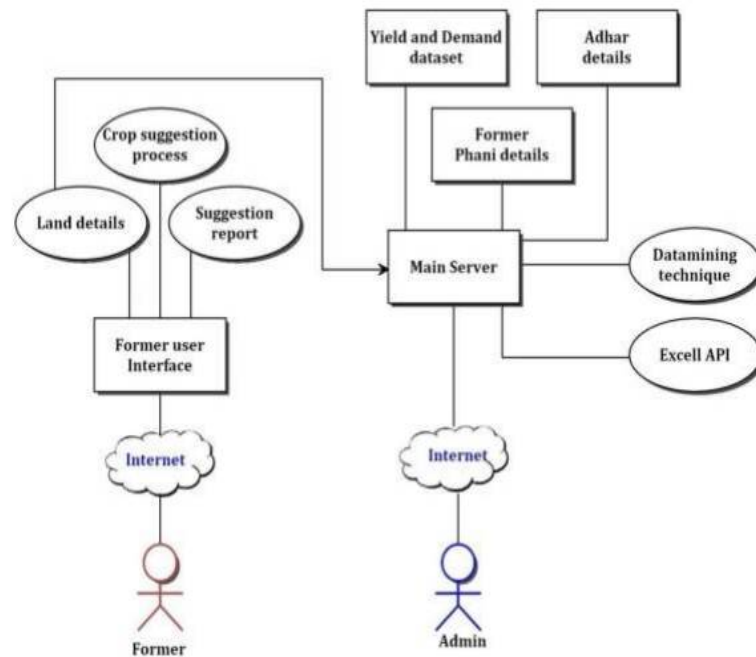 Yield and Demand
dataset
Adhar
details
Crop suggestion
process
Former
Phani details
Land details
Suggestion
report
Main Server
Datamining
technique
Former user
Interface
Excell API
Internet
Internet
Former
Admin